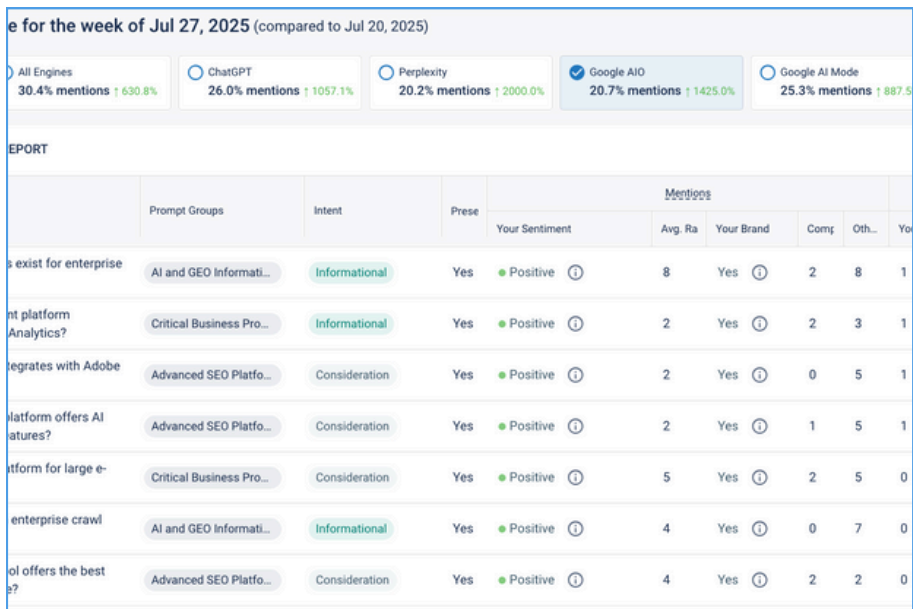 e for the week of Jul 27, 2025 (compared to Jul 20, 2025)
All Engines
30.4% mentions ↑ 630.8%
ChatGPT
26.0% mentions ↑ 1057.1%
Perplexity
20.2% mentions ↑ 2000.0%
Google AIO
20.7% mentions ↑ 1425.0%
Google AI Mode
25.3% mentions ↑ 887.5
EPORT
Mentions
Prompt Groups Intent Prese
Your Sentiment Avg. Ra Your Brand Comp Oth... You
s exist for enterprise
AI and GEO Informati... Informational Yes Positive 8 Yes 2 8 1
nt platform
Analytics?
Critical Business Pro... Informational Yes Positive 2 Yes 2 3 1
tegrates with Adobe
Advanced SEO Platfo... Consideration Yes Positive 2 Yes 0 5 1
platform offers AI
atures?
Advanced SEO Platfo... Consideration Yes Positive 2 Yes 1 5 1
atform for large e-
Critical Business Pro... Consideration Yes Positive 5 Yes 2 5 0
enterprise crawl
AI and GEO Informati... Informational Yes Positive 4 Yes 0 7 0
ol offers the best
e?
Advanced SEO Platfo... Consideration Yes Positive 4 Yes 2 2 0